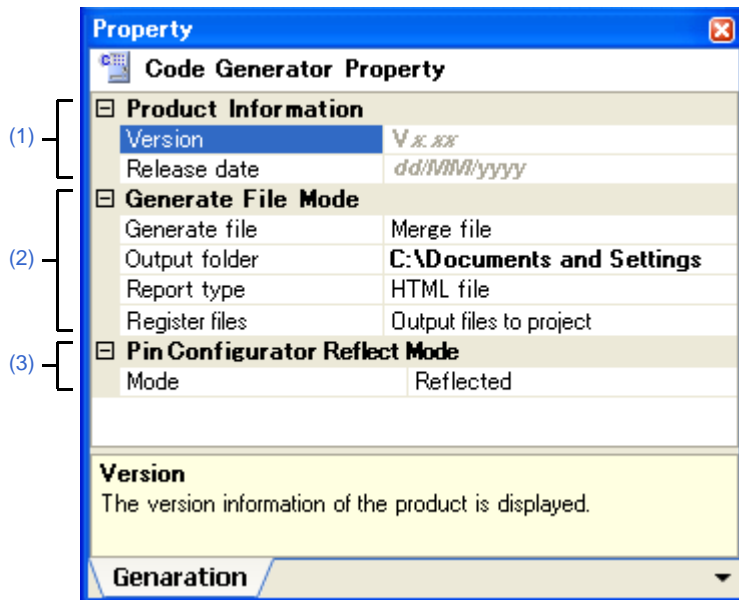 Property
Code Generator Property
(1)
Product Information
Version V x.xx
Release date dd/MM/yyyy
(2)
Generate File Mode
Generate file Merge file
Output folder C:\Documents and Settings
Report type HTML file
Register files Output files to project
(3)
Pin Configurator Reflect Mode
Mode Reflected
Version
The version information of the product is displayed.
Genaration